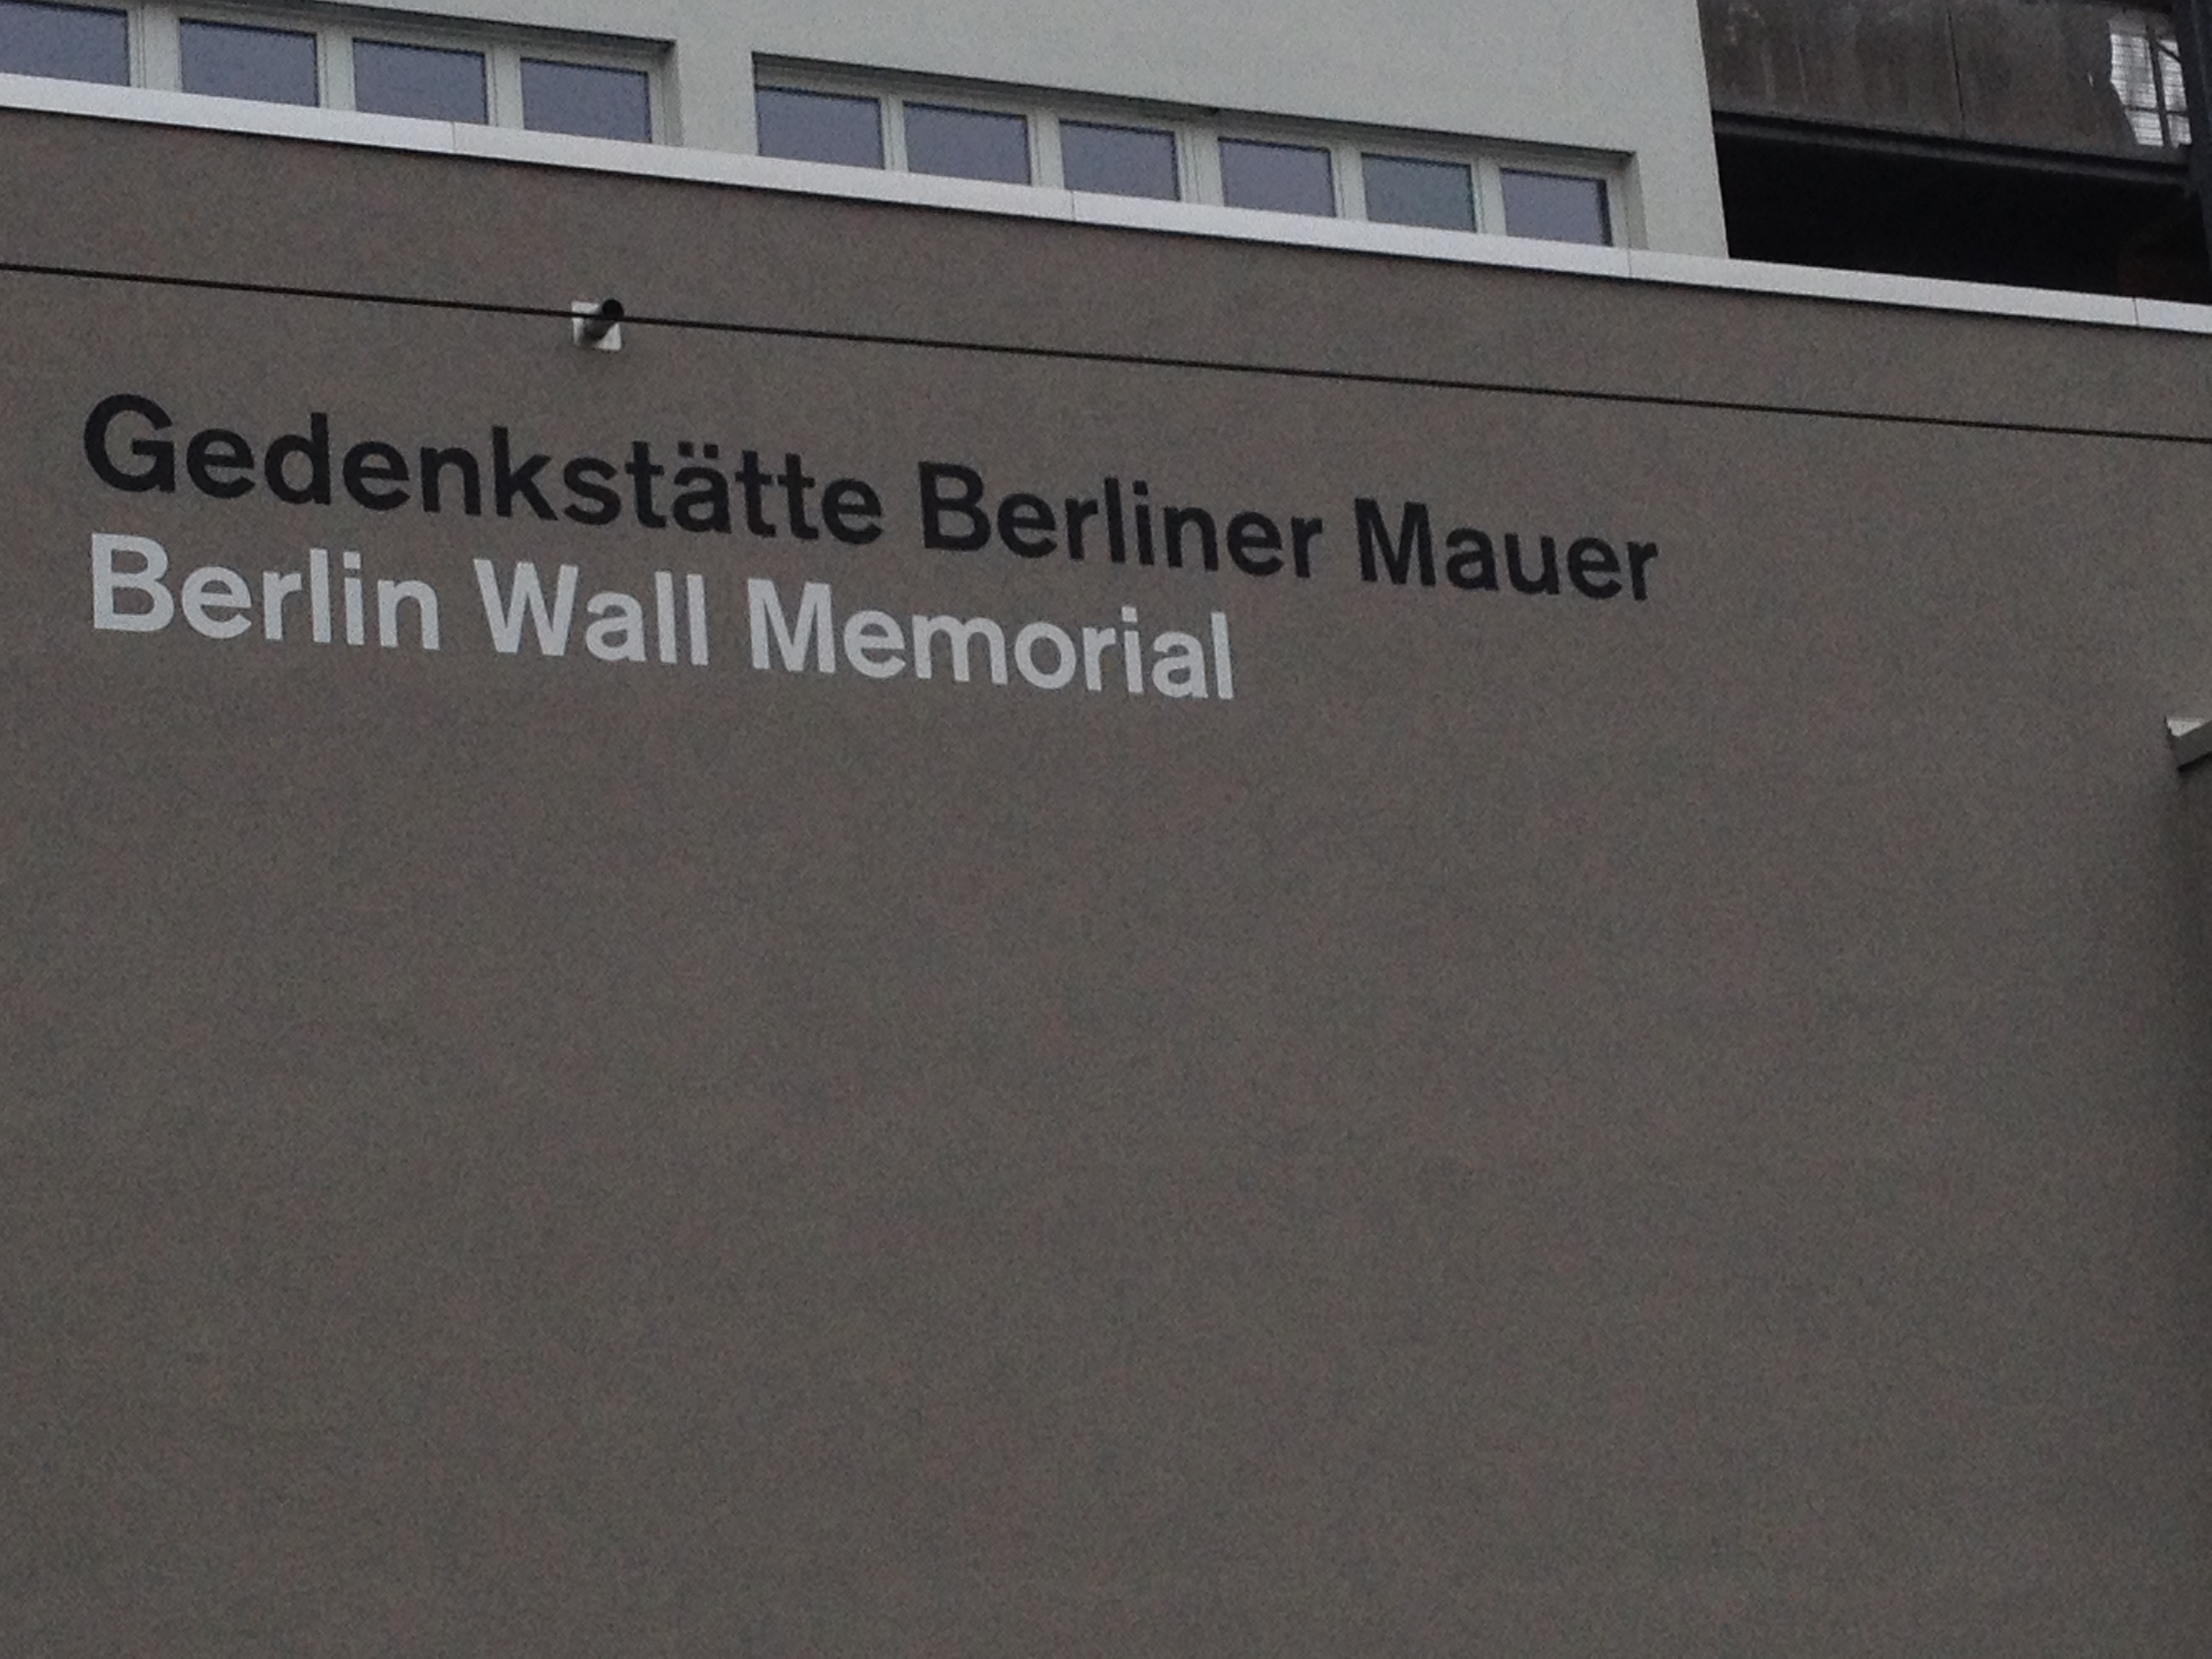 Gedenkstätte Berliner Mauer
Berlin Wall Memorial